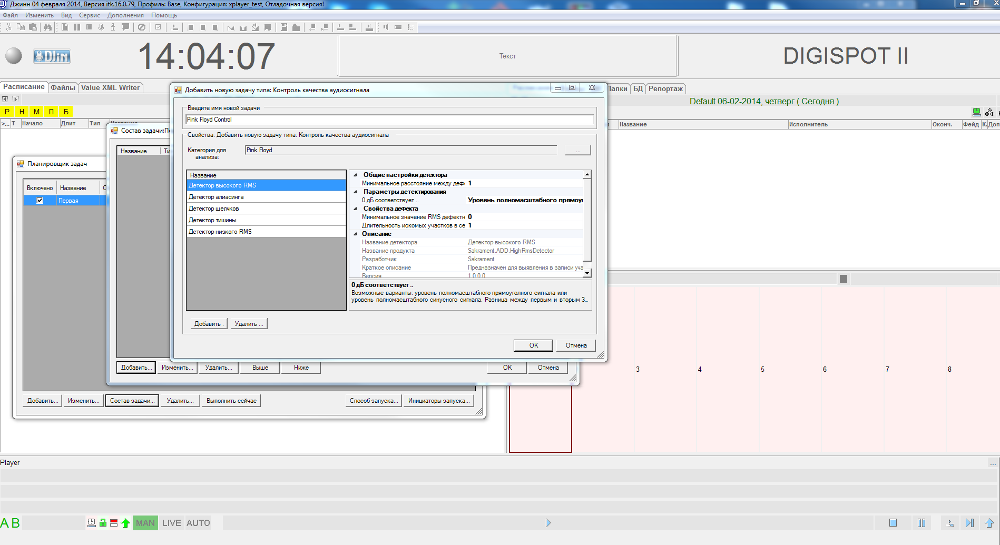 Джинн 04 февраля 2014, Версия itk.16.0.79, Профиль: Base, Конфигурация: xplayer_test, Отладочная версия!
Файл Изменить Вид Сервис Дополнения Помощь
DJin
14:04:07
Текст
DIGISPOT II
Расписание Файлы Value XML Writer
Папки БД Репортаж
Default 06-02-2014, четверг ( Сегодня )
Р Н М П Б
>... Т Начало Длит Тип
Название Исполнитель Оконч. Фейд К. Доп
Добавить новую задачу типа: Контроль качества аудиосигнала
Введите имя новой задачи
Pink Floyd Control
Свойства: Добавить новую задачу типа: Контроль качества аудиосигнала
Категория для
анализа:
Pink Floyd
...
Название
Детектор высокого RMS
Детектор алиасинга
Детектор щелчков
Детектор тишины
Детектор низкого RMS
Общие настройки детектора
Минимальное расстояние между дефе 1
Параметры детектирования
0 дБ соответствует .. Уровень полномасштабного прямоуг
Свойства дефекта
Минимальное значение RMS дефектн 0
Длительность искомых участков в се 1
Описание
Название детектора Детектор высокого RMS
Название продукта Sakrament.ADD.HighRmsDetector
Разработчик Sakrament
Краткое описание Предназначен для выявления в записи уча
Версия 1.0.0.0
0 дБ соответствует ..
Возможные варианты: уровень полномасштабного прямоуголного сигнала или
уровень полномасштабного синусного сигнала. Разница между первым и вторым 3...
Добавить . Удалить ...
OK Отмена
Состав задачи:Пе
Название Ти
Добавить... Изменить... Удалить... Выше Ниже OK Отмена
Планировщик задач
Включено Название С
Первая
Добавить... Изменить... Состав задачи... Удалить... Выполнить сейчас Способ запуска... Инициаторы запуска...
3 4 5 6 7 8
Player
...
A B MAN LIVE AUTO